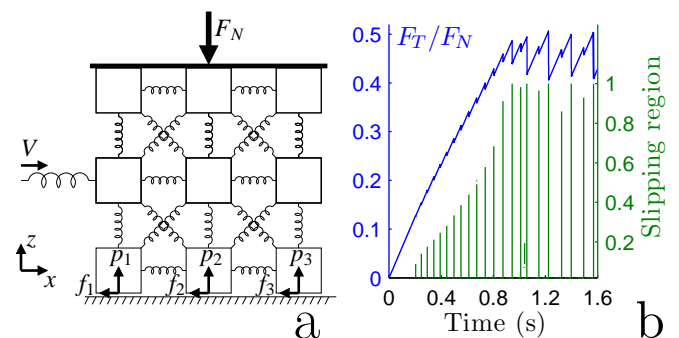 F_N
V
z
x
p_1 p_2 p_3
f_1 f_2 f_3
a
F_T/F_N
0.5
0.4
0.3
0.2
0.1
0
0 0.4 0.8 1.2 1.6
Time (s)
1
0.8
0.6
0.4
0.2
Slipping region
b